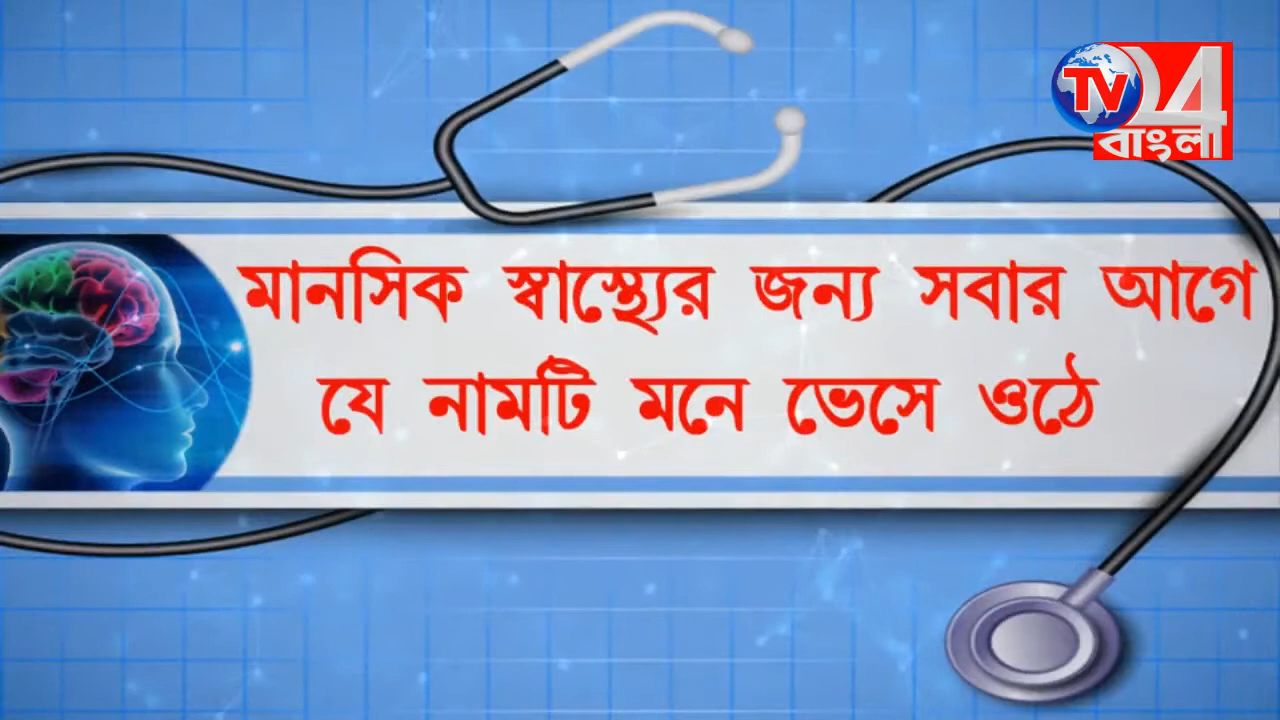 TV 24
বাংলা
মানসিক স্বাস্থ্যের জন্য সবার আগে
যে নামটি মনে ভেসে ওঠে